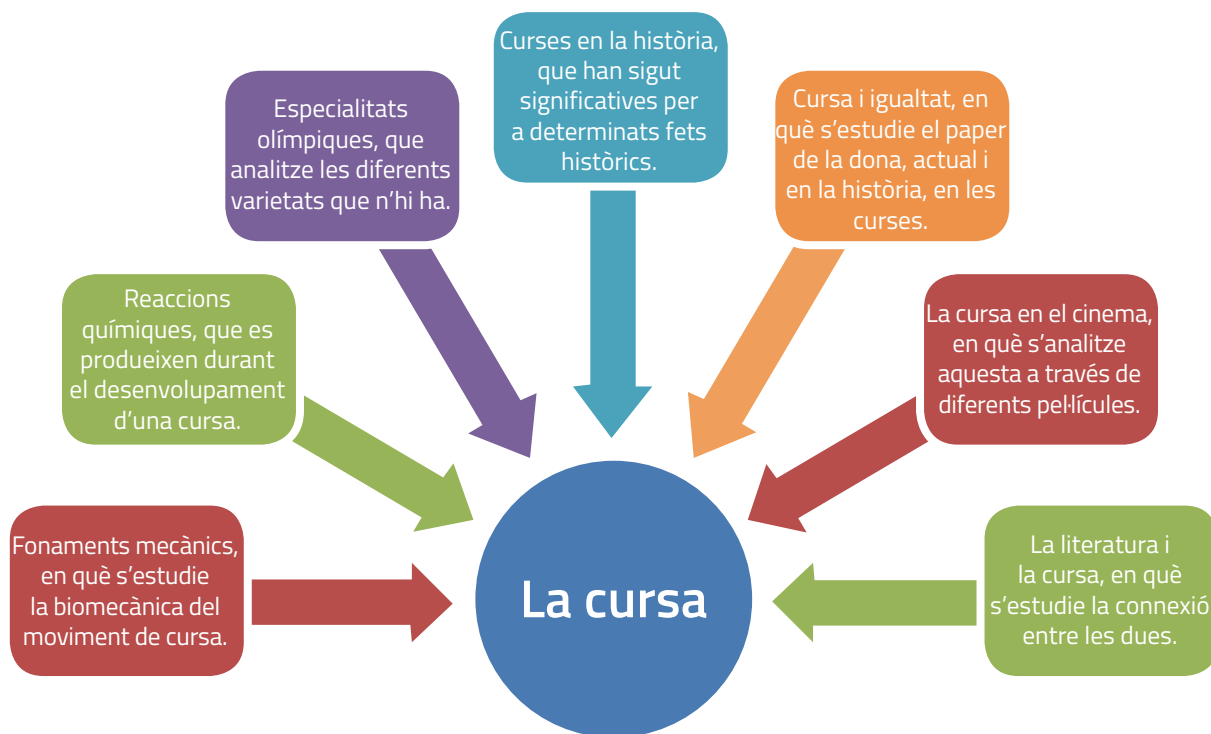 Fonaments mecànics,
en què s’estudie
la biomecànica del
moviment de cursa.
Reaccions
químiques, que es
produeixen durant
el desenvolupament
d’una cursa.
Especialitats
olímpiques, que
analitze les diferents
varietats que n’hi ha.
Curses en la història,
que han sigut
significatives per
a determinats fets
històrics.
Cursa i igualtat, en
què s’estudie el paper
de la dona, actual i
en la història, en les
curses.
La cursa en el cinema,
en què s’analitze
aquesta a través de
diferents pel·lícules.
La literatura i
la cursa, en què
s’estudie la connexió
entre les dues.
La cursa